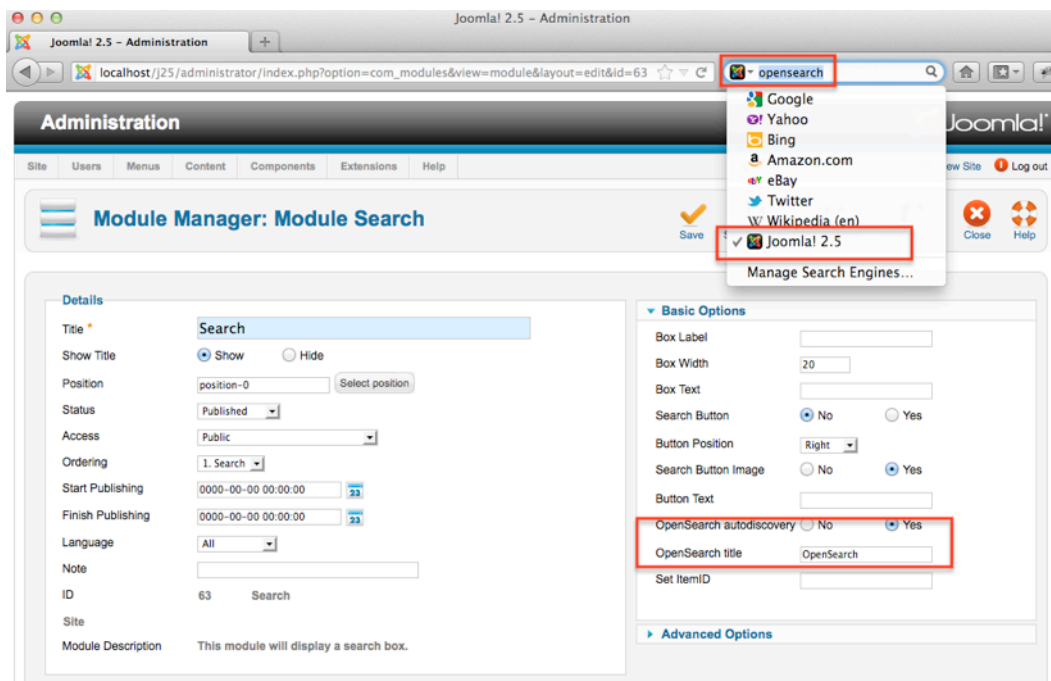 Joomla! 2.5 – Administration
Joomla! 2.5 – Administration
localhost/j25/administrator/index.php?option=com_modules&view=module&layout=edit&id=63
opensearch
Google
Yahoo
Bing
Amazon.com
eBay
Twitter
Wikipedia (en)
Joomla! 2.5
Manage Search Engines...
Administration
Joomla!
Site Users Menus Content Components Extensions Help
Site Log out
Module Manager: Module Search
Save
Close
Help
Details
Title *
Search
Show Title
Show
Hide
Position
position-0
Select position
Status
Published
Access
Public
Ordering
1. Search
Start Publishing
0000-00-00 00:00:00
23
Finish Publishing
0000-00-00 00:00:00
23
Language
All
Note
ID
63
Search
Site
Module Description
This module will display a search box.
Basic Options
Box Label
Box Width
20
Box Text
Search Button
No
Yes
Button Position
Right
Search Button Image
No
Yes
Button Text
OpenSearch autodiscovery
No
Yes
OpenSearch title
OpenSearch
Set ItemID
Advanced Options